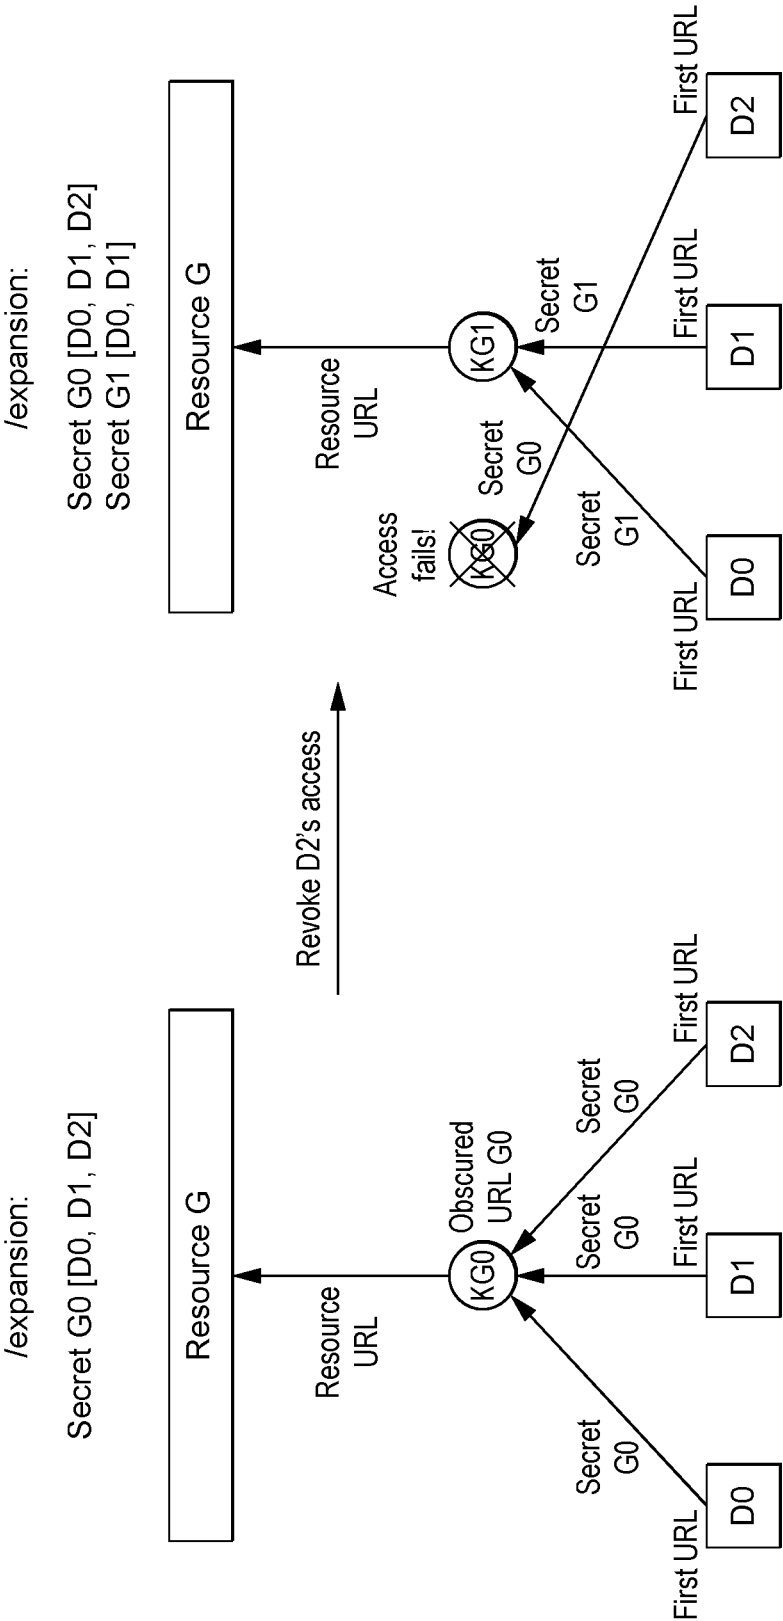 /expansion:
Secret G0 [D0, D1, D2]
Resource G
Resource
URL
KG0
Obscured
URL G0
Secret
G0
Secret
G0
Secret
G0
First URL
D0
First URL
D1
First URL
D2
Revoke D2's access
/expansion:
Secret G0 [D0, D1, D2]
Secret G1 [D0, D1]
Resource G
Resource
URL
Access
fails!
KG0
KG1
Secret
G0
Secret
G1
Secret
G1
First URL
D0
First URL
D1
First URL
D2